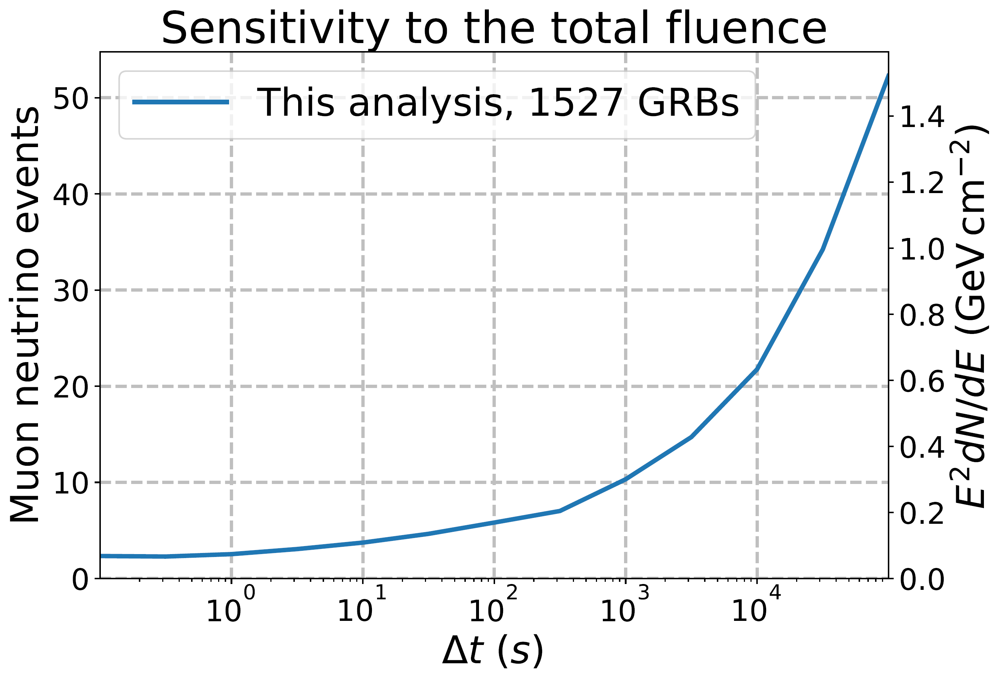 Sensitivity to the total fluence
This analysis, 1527 GRBs
Muon neutrino events
50
40
30
20
10
0
1.4
1.2
1.0
0.8
0.6
0.4
0.2
0.0
E²dN/dE (GeV cm⁻²)
10⁰ 10¹ 10² 10³ 10⁴
Δt (s)